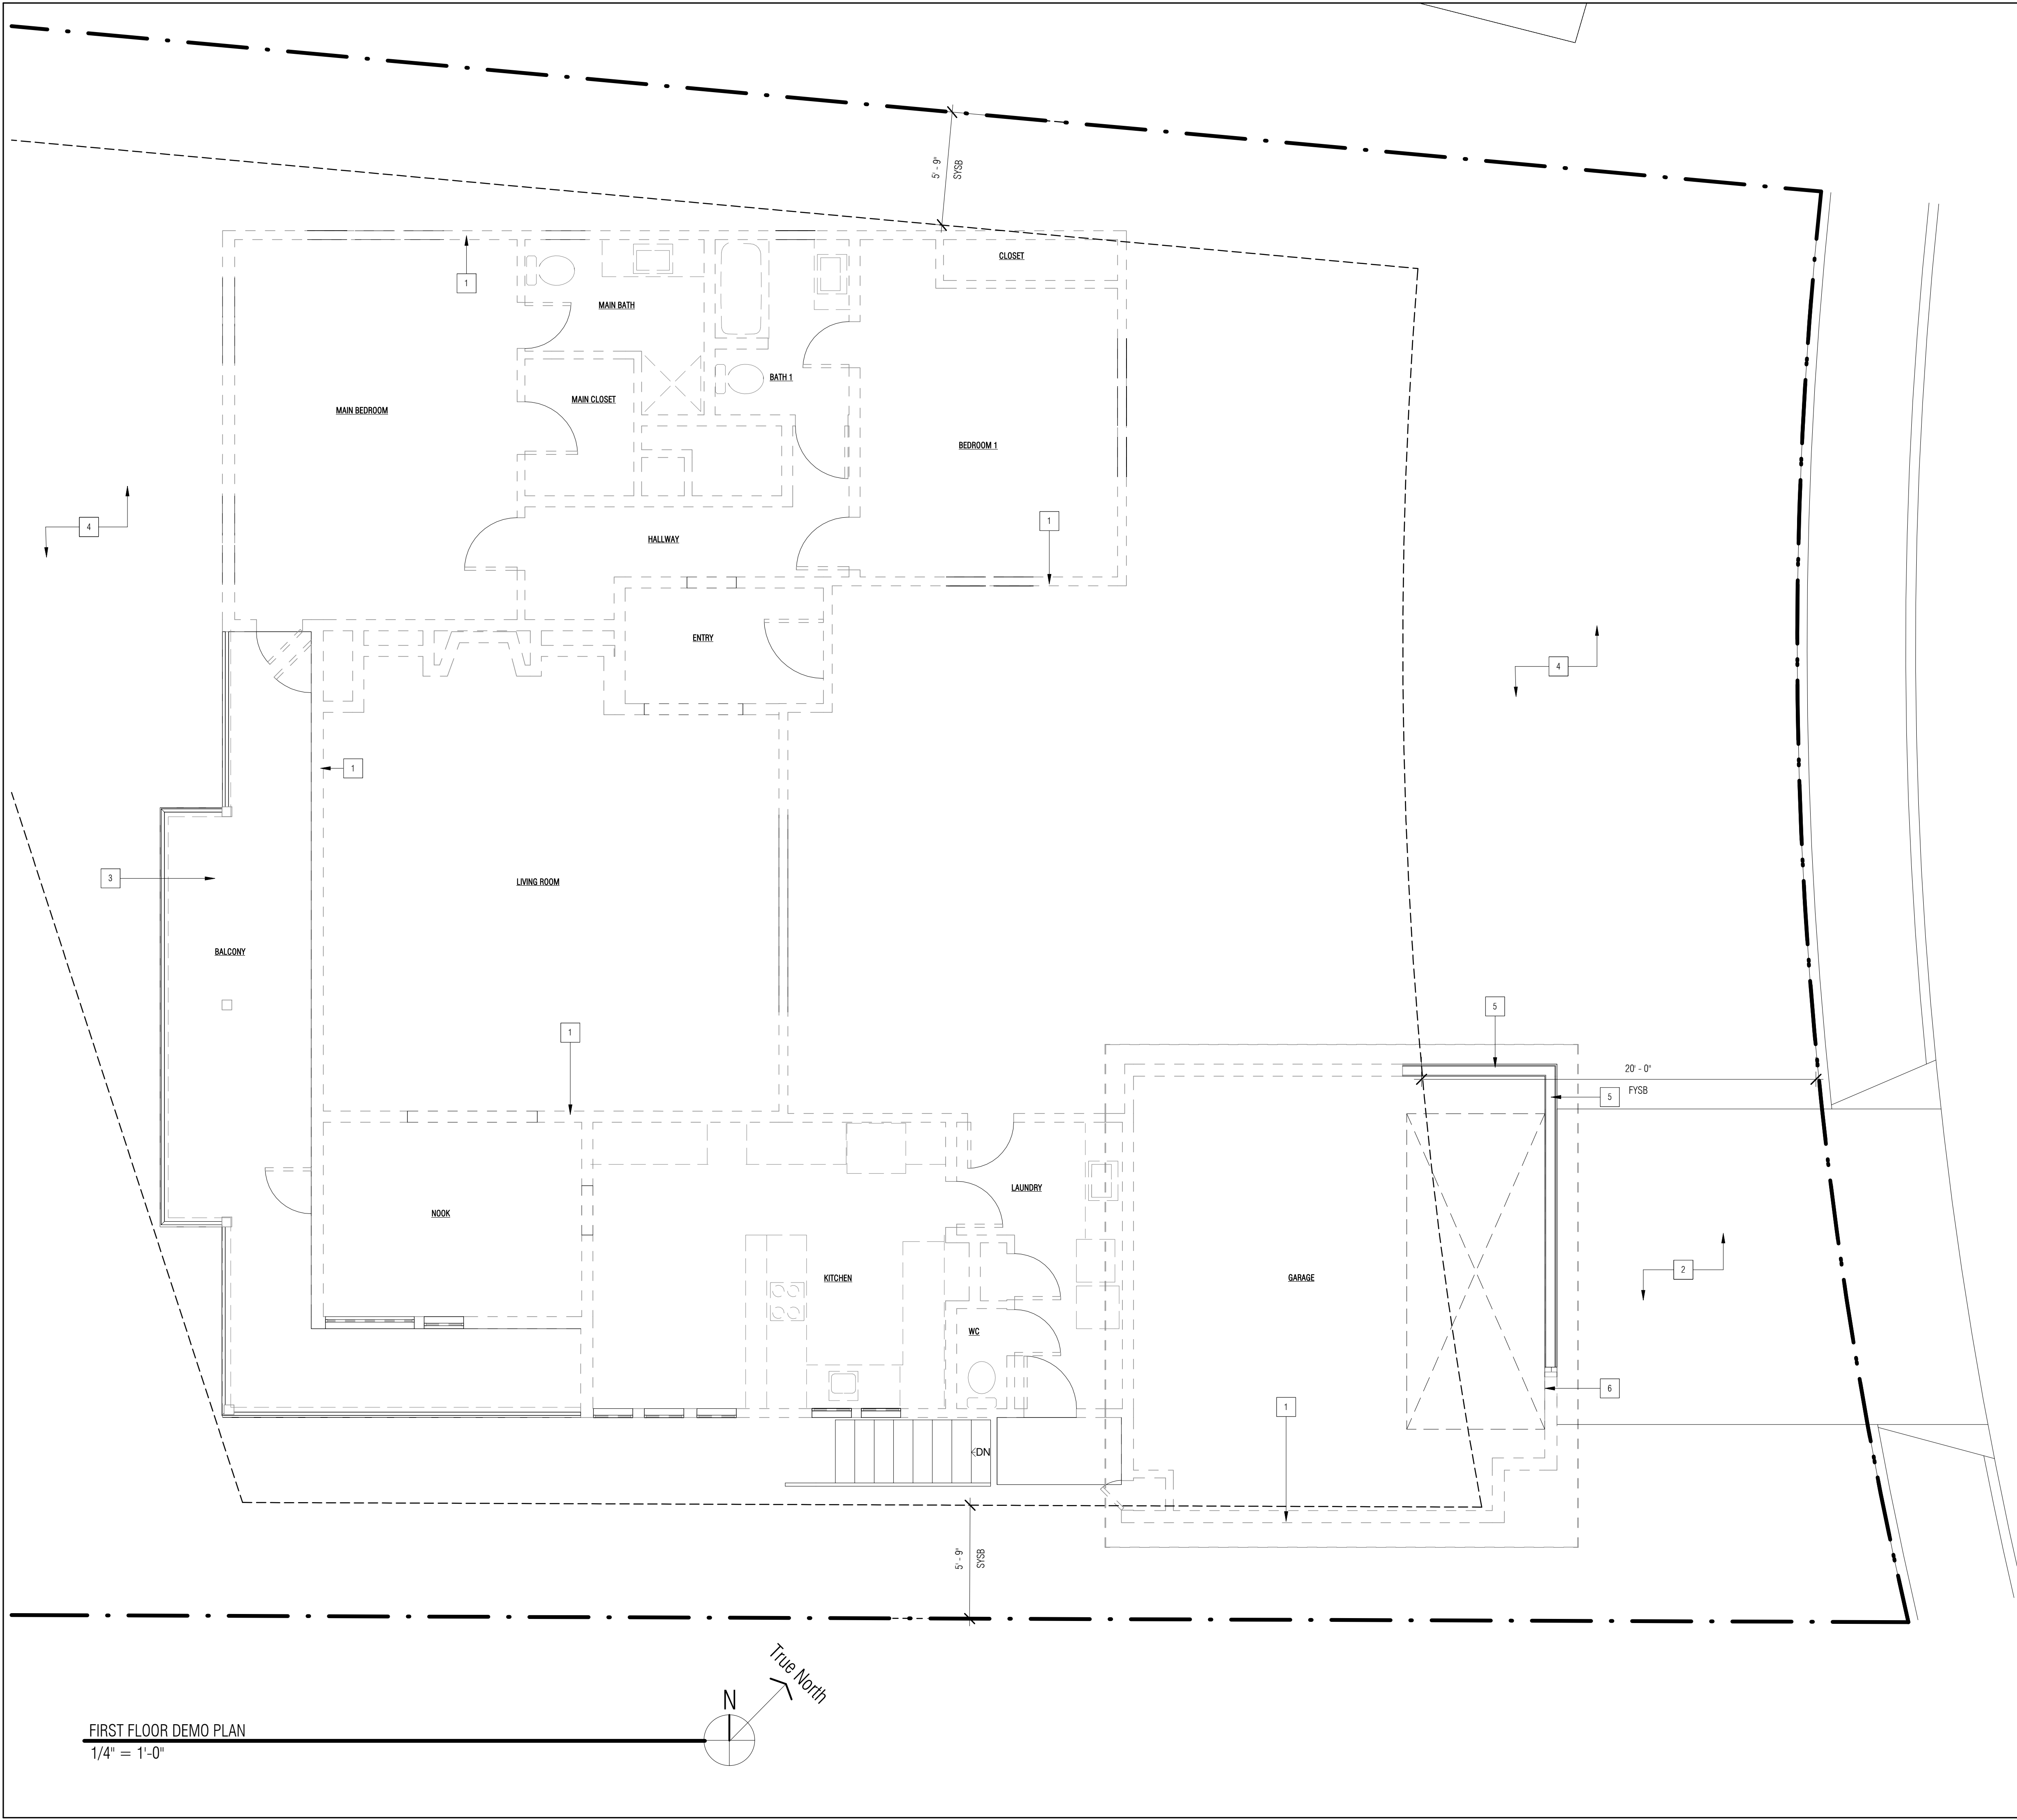 5' - 9"
SYSB
CLOSET
1
MAIN BATH
BATH 1
MAIN CLOSET
MAIN BEDROOM
BEDROOM 1
4
1
HALLWAY
ENTRY
4
1
3
LIVING ROOM
BALCONY
5
1
20' - 0"
FYSB
5
LAUNDRY
NOOK
KITCHEN
GARAGE
2
WC
6
1
DN
5' - 9"
SYSB
True North
N
FIRST FLOOR DEMO PLAN
1/4" = 1'-0"